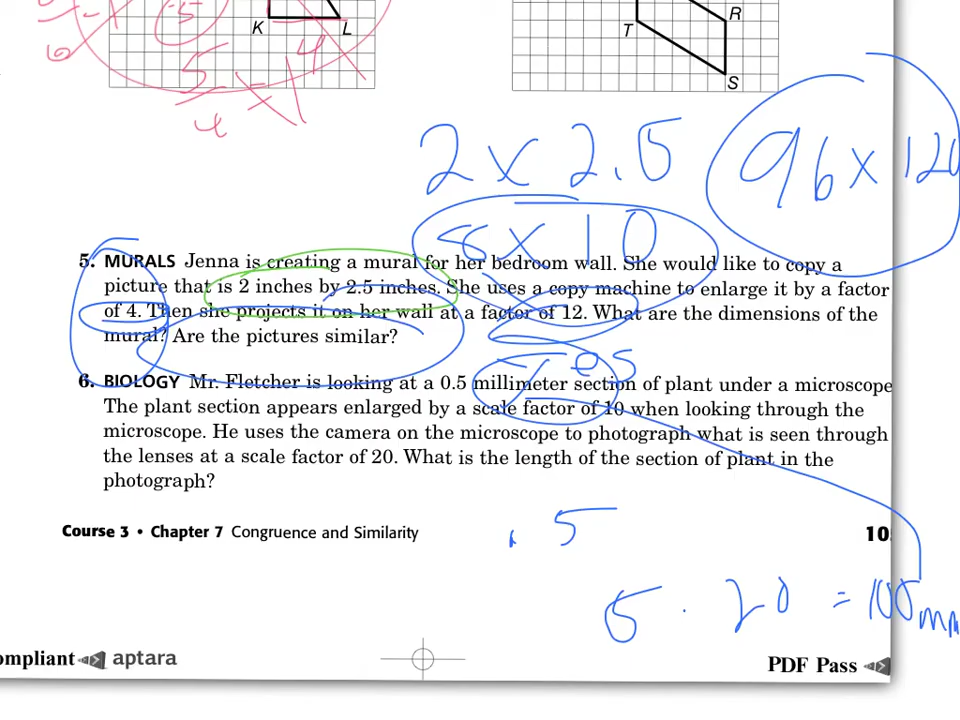 K L
T R
S
5
4
4
2 x 2.5
96 x 120
8 x 10
5. MURALS Jenna is creating a mural for her bedroom wall. She would like to copy a
picture that is 2 inches by 2.5 inches. She uses a copy machine to enlarge it by a factor
of 4. Then she projects it on her wall at a factor of 12. What are the dimensions of the
mural? Are the pictures similar?
Yes
6. BIOLOGY Mr. Fletcher is looking at a 0.5 millimeter section of plant under a microscope
The plant section appears enlarged by a scale factor of 10 when looking through the
microscope. He uses the camera on the microscope to photograph what is seen through
the lenses at a scale factor of 20. What is the length of the section of plant in the
photograph?
.5
Course 3 • Chapter 7 Congruence and Similarity 10
5 · 20 = 100 mm
ompliant aptara PDF Pass